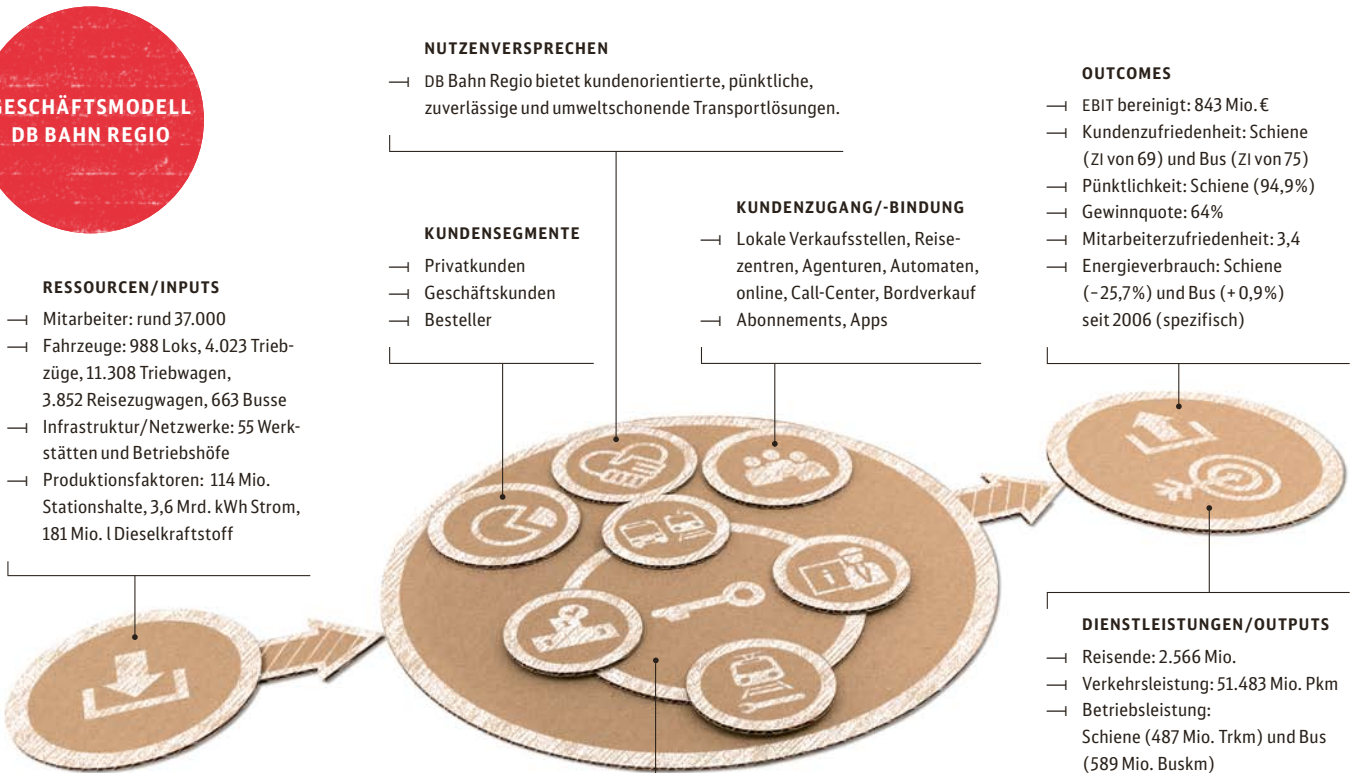 GESCHÄFTSMODELL
DB BAHN REGIO
NUTZENVERSPRECHEN
DB Bahn Regio bietet kundenorientierte, pünktliche,
zuverlässige und umweltschonende Transportlösungen.
KUNDENSEGMENTE
Privatkunden
Geschäftskunden
Besteller
KUNDENZUGANG/-BINDUNG
Lokale Verkaufsstellen, Reise-
zentren, Agenturen, Automaten,
online, Call-Center, Bordverkauf
Abonnements, Apps
OUTCOMES
EBIT bereinigt: 843 Mio. €
Kundenzufriedenheit: Schiene
(ZI von 69) und Bus (ZI von 75)
Pünktlichkeit: Schiene (94,9%)
Gewinnquote: 64%
Mitarbeiterzufriedenheit: 3,4
Energieverbrauch: Schiene
(–25,7%) und Bus (+0,9%)
seit 2006 (spezifisch)
RESSOURCEN/INPUTS
Mitarbeiter: rund 37.000
Fahrzeuge: 988 Loks, 4.023 Trieb-
züge, 11.308 Triebwagen,
3.852 Reisezugwagen, 663 Busse
Infrastruktur/Netzwerke: 55 Werk-
stätten und Betriebshöfe
Produktionsfaktoren: 114 Mio.
Stationshalte, 3,6 Mrd. kWh Strom,
181 Mio. l Dieselkraftstoff
DIENSTLEISTUNGEN/OUTPUTS
Reisende: 2.566 Mio.
Verkehrsleistung: 51.483 Mio. Pkm
Betriebsleistung:
Schiene (487 Mio. Trkm) und Bus
(589 Mio. Buskm)